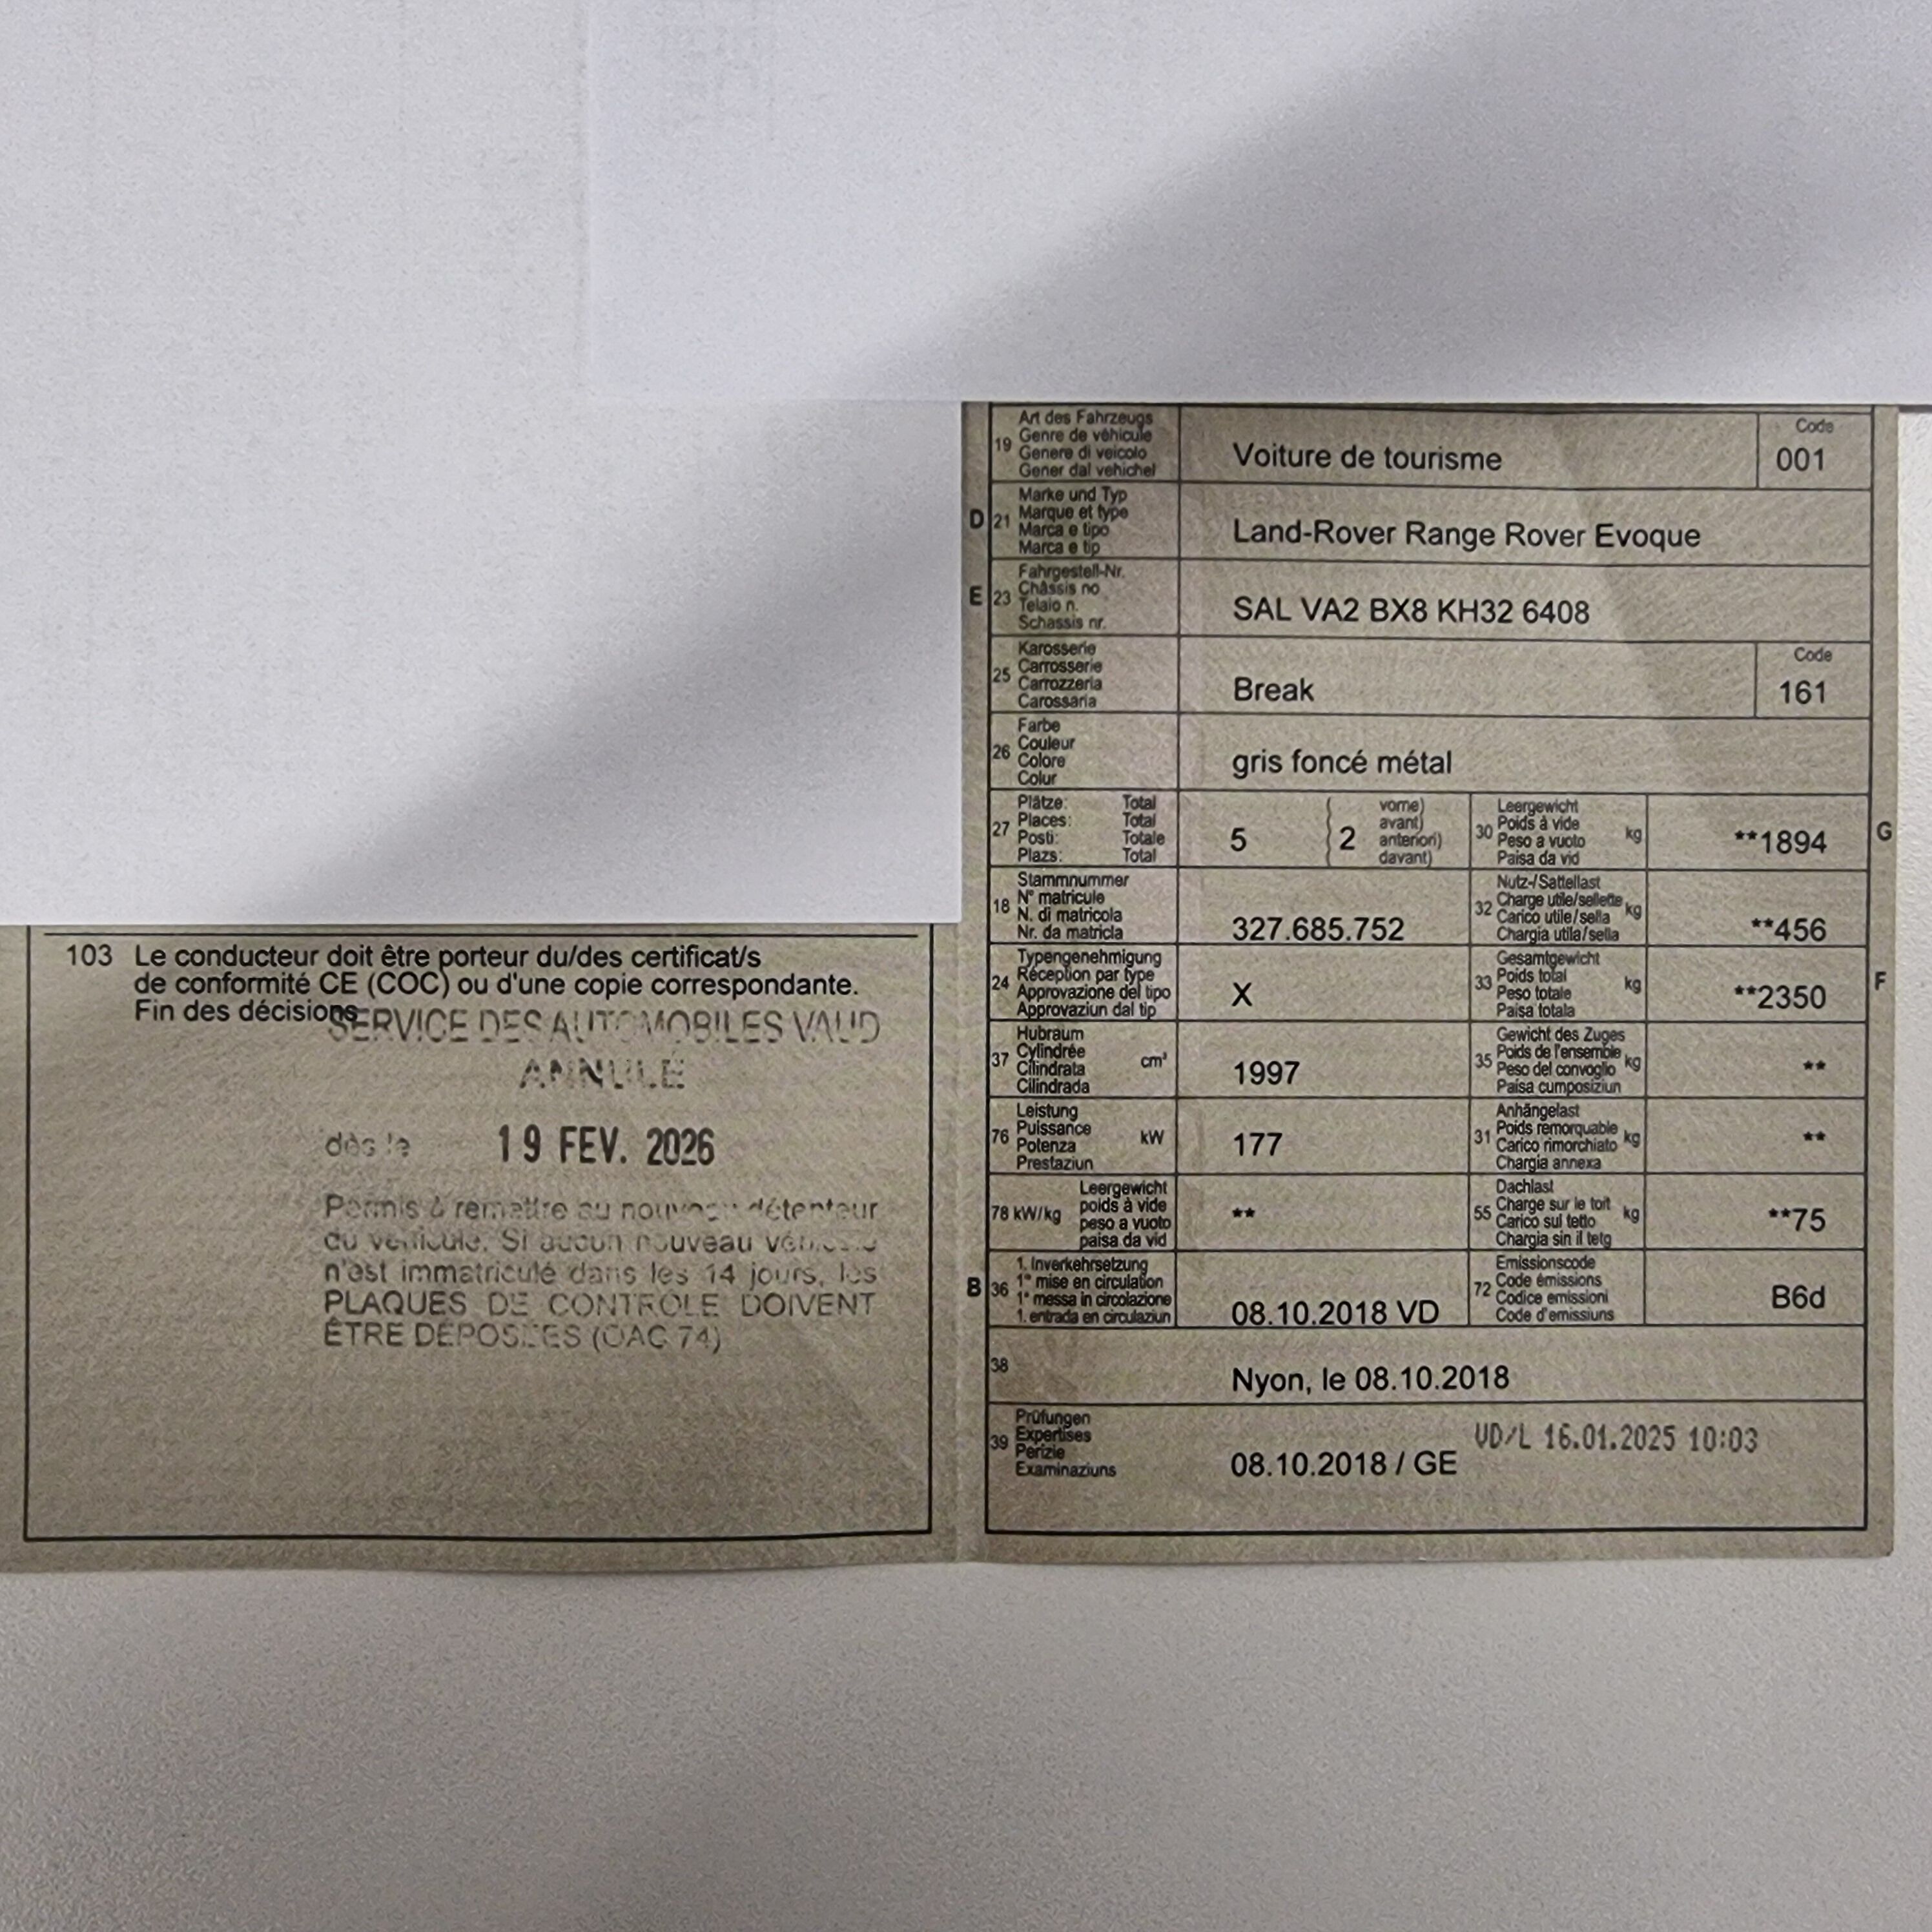 103 Le conducteur doit être porteur du/des certificat/s
de conformité CE (COC) ou d'une copie correspondante.
Fin des décisions
SERVICE DES AUTOMOBILES VAUD
ANNULÉ
dès le 19 FEV. 2026
Permis à remettre au nouveau détenteur
du véhicule. Si aucun nouveau véhicule
n'est immatriculé dans les 14 jours, les
PLAQUES DE CONTRÔLE DOIVENT
ÊTRE DÉPOSÉES (OAC 74)
19
Art des Fahrzeugs
Genre de véhicule
Genere di veicolo
Gener dal vehichel
Voiture de tourisme
Code
001
D 21
Marke und Typ
Marque et type
Marca e tipo
Marca e tip
Land-Rover Range Rover Evoque
E 23
Fahrgestell-Nr.
Châssis no
Telaio n.
Schassis nr.
SAL VA2 BX8 KH32 6408
25
Karosserie
Carrosserie
Carrozzeria
Carossaria
Break
Code
161
26
Farbe
Couleur
Colore
Colur
gris foncé métal
27
Plätze: Total
Places: Total
Posti: Totale
Plazs: Total
5 ( 2
vorne)
avant)
anteriori)
davant)
30
Leergewicht
Poids à vide
Peso a vuoto
Paisa da vid
kg
**1894
G
18
Stammnummer
N° matricule
N. di matricola
Nr. da matricla
327.685.752
32
Nutz-/Sattellast
Charge utile/sellette
Carico utile/sella
Chargia utila/sella
kg
**456
24
Typengenehmigung
Réception par type
Approvazione del tipo
Approvaziun dal tip
X
33
Gesamtgewicht
Poids total
Peso totale
Paisa totala
kg
**2350
F
37
Hubraum
Cylindrée
Cilindrata
Cilindrada
cm³
1997
35
Gewicht des Zuges
Poids de l'ensemble
Peso del convoglio
Paisa cumposiziun
kg
**
76
Leistung
Puissance
Potenza
Prestaziun
kW
177
31
Anhängelast
Poids remorquable
Carico rimorchiato
Chargia annexa
kg
**
78 kW/kg
Leergewicht
poids à vide
peso a vuoto
paisa da vid
**
55
Dachlast
Charge sur le toit
Carico sul tetto
Chargia sin il tetg
kg
**75
B 36
1. Inverkehrsetzung
1re mise en circulation
1a messa in circolazione
1. entrada en circulaziun
08.10.2018 VD
72
Emissionscode
Code émissions
Codice emissioni
Code d'emissiuns
B6d
38
Nyon, le 08.10.2018
39
Prüfungen
Expertises
Perizie
Examinaziuns
08.10.2018 / GE
VD/L 16.01.2025 10:03